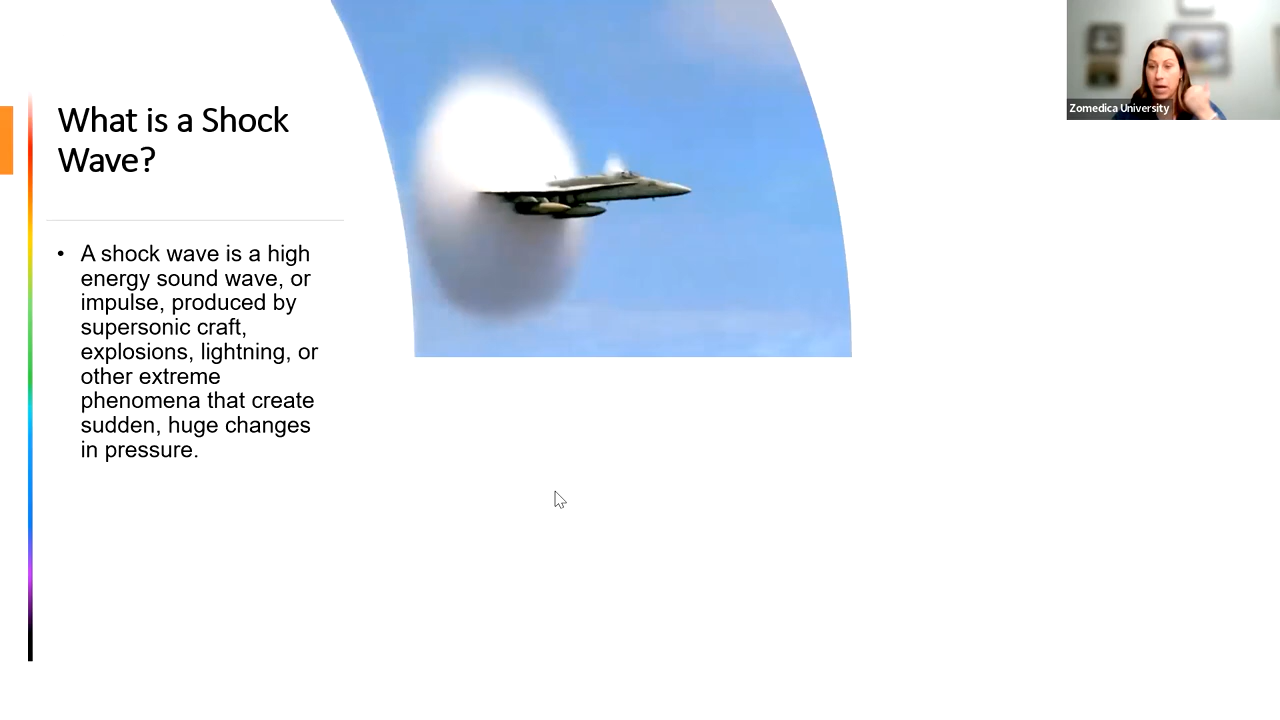 What is a Shock
Wave?
• A shock wave is a high
energy sound wave, or
impulse, produced by
supersonic craft,
explosions, lightning, or
other extreme
phenomena that create
sudden, huge changes
in pressure.
Zomedica University